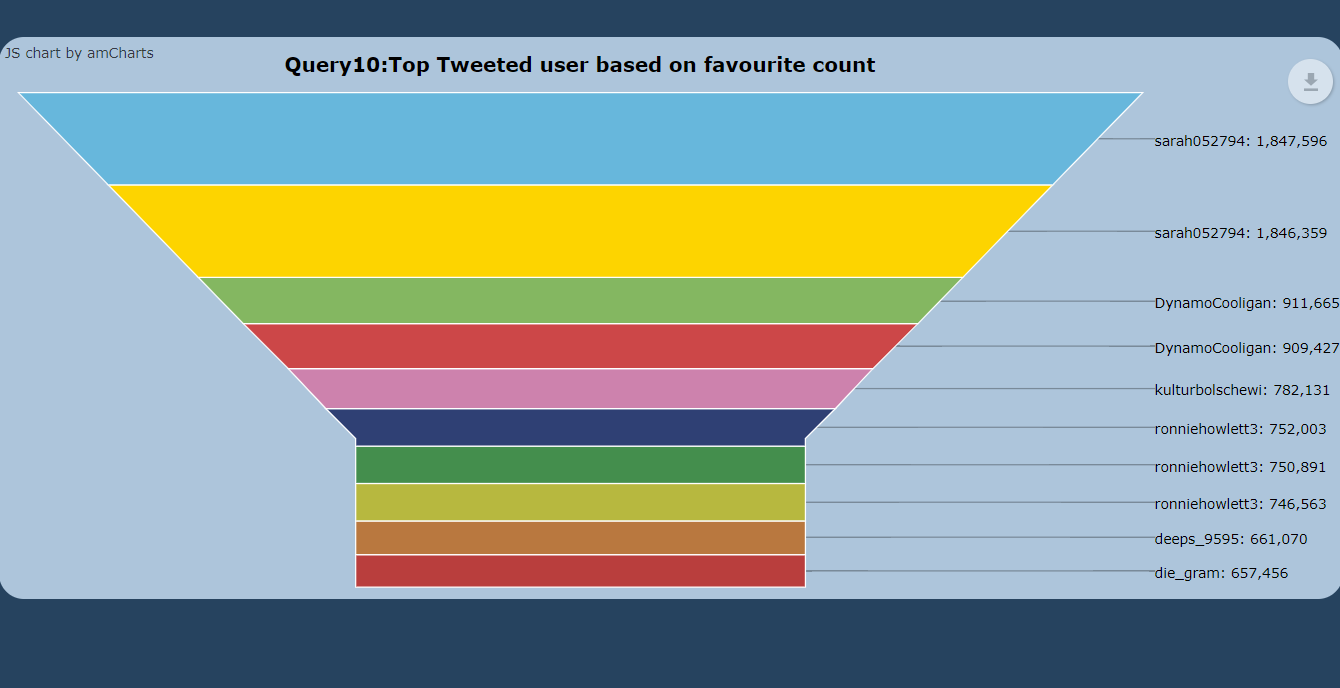 JS chart by amCharts
Query10:Top Tweeted user based on favourite count
sarah052794: 1,847,596
sarah052794: 1,846,359
DynamoCooligan: 911,665
DynamoCooligan: 909,427
kulturbolschewi: 782,131
ronniehowlett3: 752,003
ronniehowlett3: 750,891
ronniehowlett3: 746,563
deeps_9595: 661,070
die_gram: 657,456